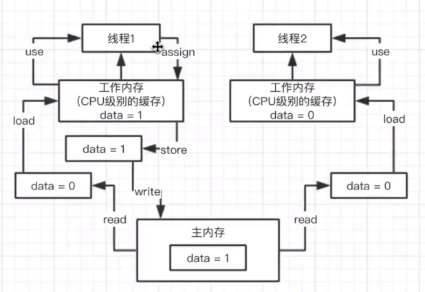 线程1
线程2
use
assign
use
工作内存
（CPU级别的缓存）
data = 1
工作内存
（CPU级别的缓存）
data = 0
load
load
data = 1
store
data = 0
write
data = 0
read
read
主内存
data = 1